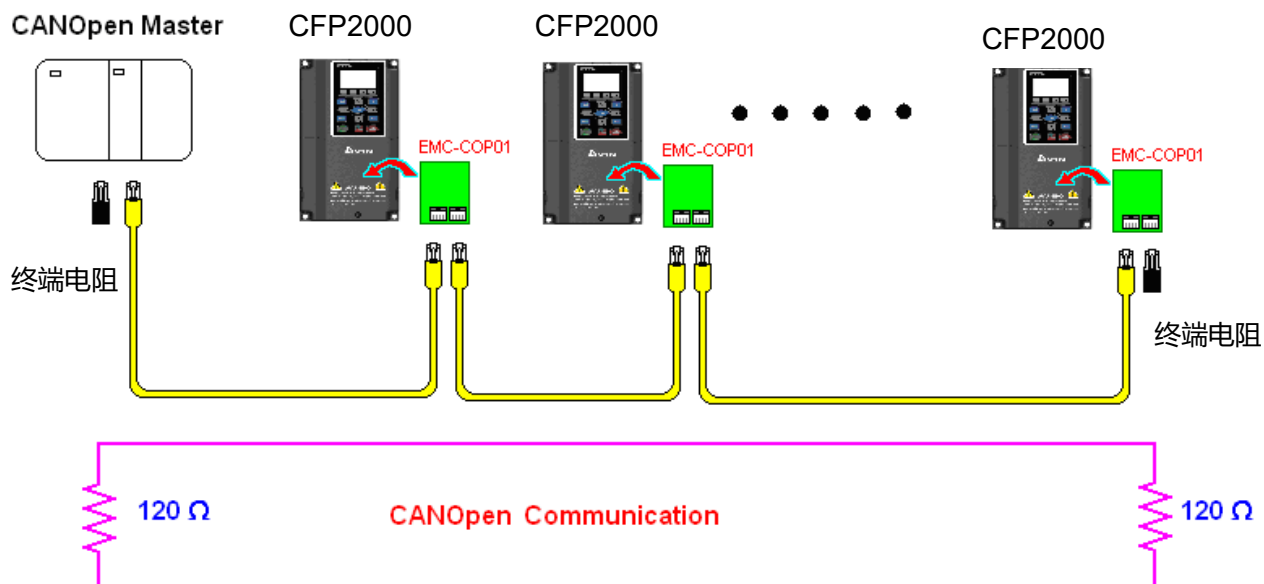 CANOpen Master
CFP2000
CFP2000
CFP2000
EMC-COP01
EMC-COP01
EMC-COP01
终端电阻
终端电阻
120 Ω
CANOpen Communication
120 Ω